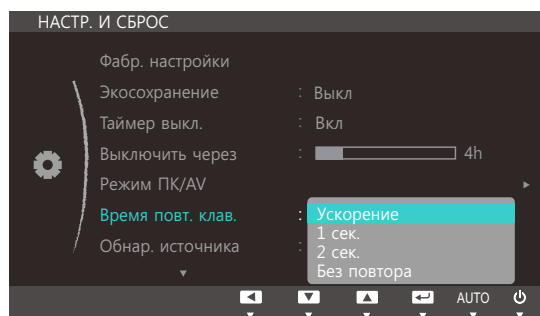 НАСТР. И СБРОС
Фабр. настройки
Экосохранение : Выкл
Таймер выкл. : Вкл
Выключить через : 4h
Режим ПК/AV
Время повт. клав. : Ускорение
1 сек.
Обнар. источника : 2 сек.
Без повтора
AUTO